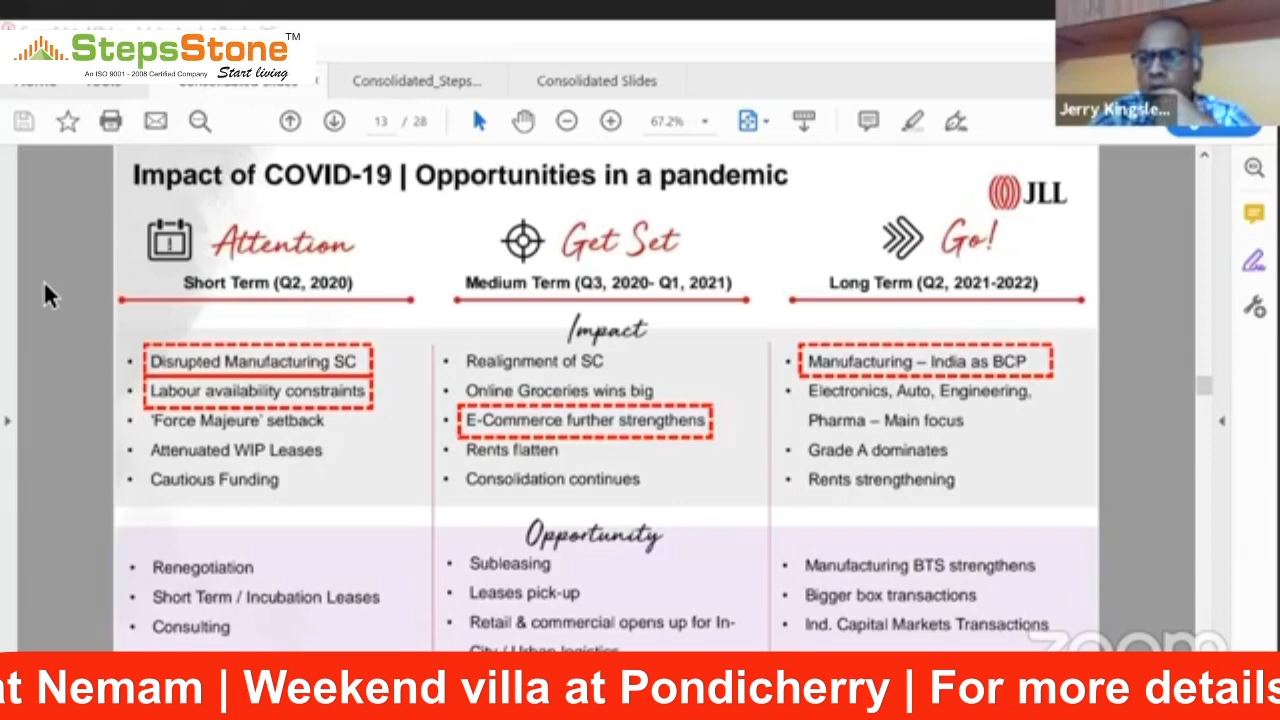 StepsStone™
An ISO 9001 - 2008 Certified Company Start living
Consolidated_Steps...
Consolidated Slides
13 / 28
67.2%
Jerry Kingsle...
Impact of COVID-19 | Opportunities in a pandemic
JLL
Attention
Get Set
Go!
Short Term (Q2, 2020)
Medium Term (Q3, 2020- Q1, 2021)
Long Term (Q2, 2021-2022)
Impact
• Disrupted Manufacturing SC
• Labour availability constraints
• 'Force Majeure' setback
• Attenuated WIP Leases
• Cautious Funding
• Realignment of SC
• Online Groceries wins big
• E-Commerce further strengthens
• Rents flatten
• Consolidation continues
• Manufacturing – India as BCP
• Electronics, Auto, Engineering,
Pharma – Main focus
• Grade A dominates
• Rents strengthening
Opportunity
• Renegotiation
• Short Term / Incubation Leases
• Consulting
• Subleasing
• Leases pick-up
• Retail & commercial opens up for In-
City / Urban logistics
• Manufacturing BTS strengthens
• Bigger box transactions
• Ind. Capital Markets Transactions
zoom
at Nemam | Weekend villa at Pondicherry | For more details